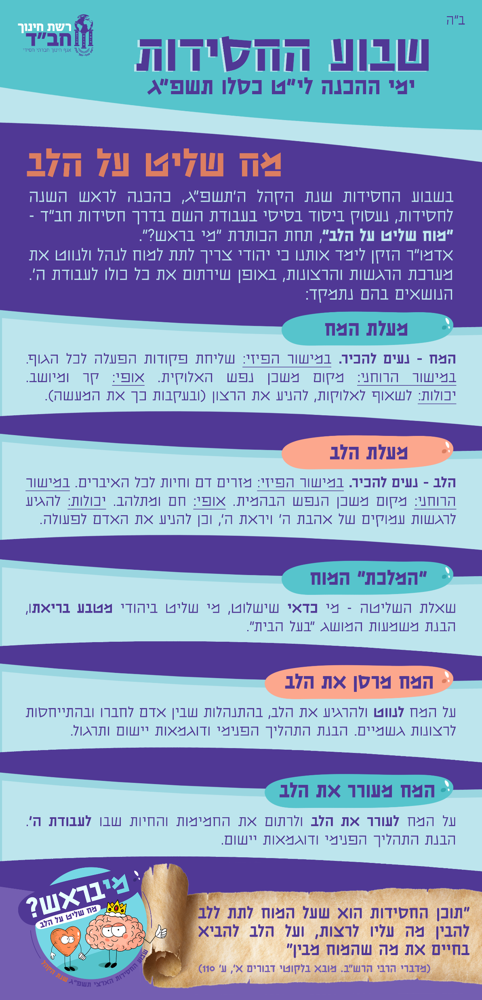 ב"ה
רשת חינוך
חב"ד
אגף חינוך חברתי חסידי
שבוע החסידות
ימי ההכנה לי"ט כסלו תשפ"ג
מח שליט על הלב
בשבוע החסידות שנת הקהל ה'תשפ"ג, כהכנה לראש השנה
לחסידות, נעסוק ביסוד בסיסי בעבודת השם בדרך חסידות חב"ד -
"מוח שליט על הלב", תחת הכותרת "מי בראש?".
אדמו"ר הזקן לימד אותנו כי יהודי צריך לתת למוח לנהל ולנווט את
מערכת הרגשות והרצונות, באופן שירתום את כל כולו לעבודת ה'.
הנושאים בהם נתמקד:
מעלת המח
המח - נעים להכיר. במישור הפיזי: שליחת פקודות הפעלה לכל הגוף.
במישור הרוחני: מקום משכן נפש האלוקית. אופי: קר ומיושב.
יכולות: לשאוף לאלוקות, להניע את הרצון (ובעקבות כך את המעשה).
מעלת הלב
הלב - נעים להכיר. במישור הפיזי: מזרים דם וחיות לכל האיברים. במישור
הרוחני: מקום משכן הנפש הבהמית. אופי: חם ומתלהב. יכולות: להגיע
לרגשות עמוקים של אהבת ה' ויראת ה', וכן להניע את האדם לפעולה.
"המלכת" המוח
שאלת השליטה - מי כדאי שישלוט, מי שליט ביהודי מטבע בריאתו,
הבנת משמעות המושג "בעל הבית".
המח מרסן את הלב
על המח לנווט ולהרגיע את הלב, בהתנהלות שבין אדם לחברו ובהתייחסות
לרצונות גשמיים. הבנת התהליך הפנימי ודוגמאות יישום ותרגול.
המח מעורר את הלב
על המח לעורר את הלב ולרתום את החמימות והחיות שבו לעבודת ה'.
הבנת התהליך הפנימי ודוגמאות יישום.
מי בראש?
מח שליט על הלב
שבוע החסידות הארצי תשפ"ג שנת הקהל
"תוכן החסידות הוא שעל המוח לתת ללב
להבין מה עליו לרצות, ועל הלב להביא
בחיים את מה שהמוח מבין"
(מדברי הרבי הרש"ב. מובא בלקוטי דבורים א', ע' 110)